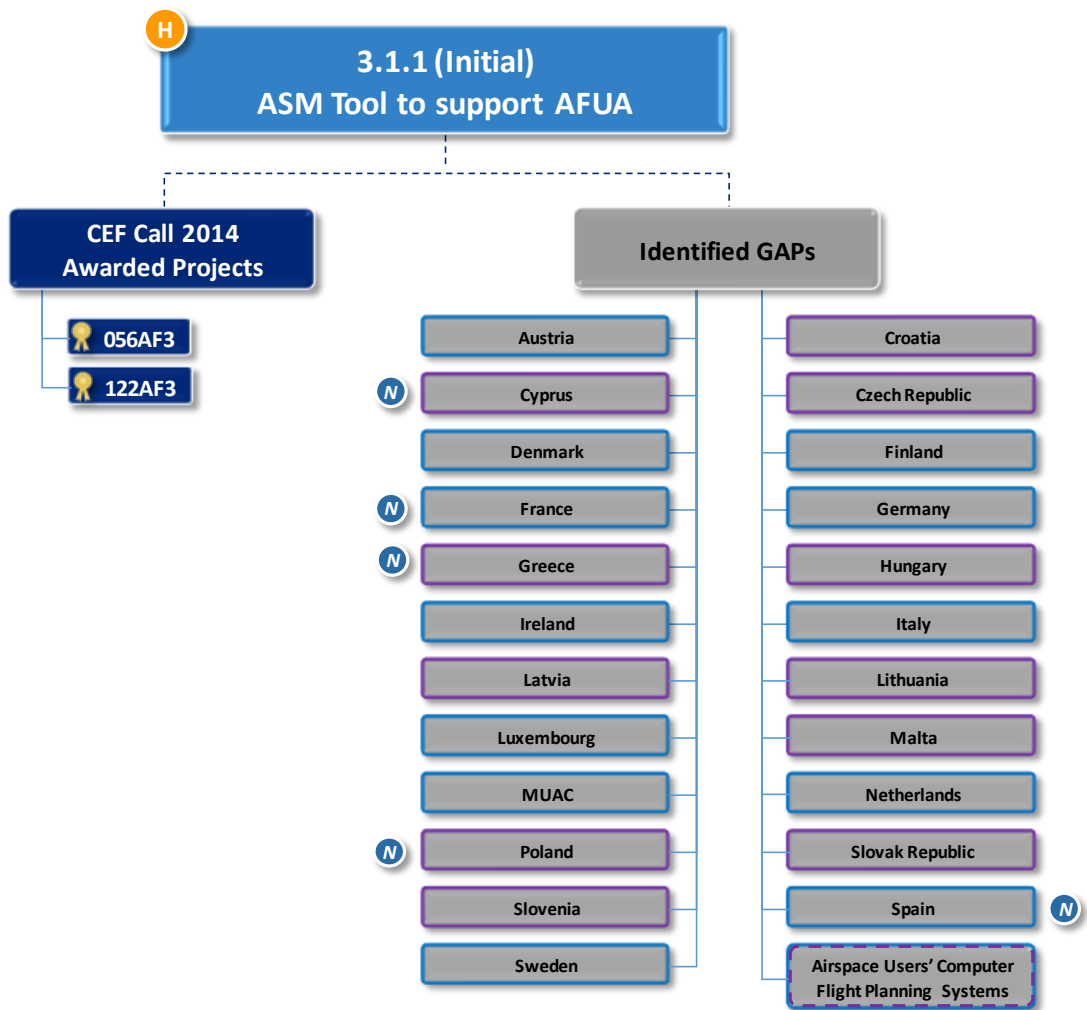 H
3.1.1 (Initial)
ASM Tool to support AFUA
CEF Call 2014
Awarded Projects
056AF3
122AF3
Identified GAPs
Austria
N
Cyprus
Denmark
N
France
N
Greece
Ireland
Latvia
Luxembourg
MUAC
N
Poland
Slovenia
Sweden
Croatia
Czech Republic
Finland
Germany
Hungary
Italy
Lithuania
Malta
Netherlands
Slovak Republic
Spain
N
Airspace Users' Computer
Flight Planning Systems